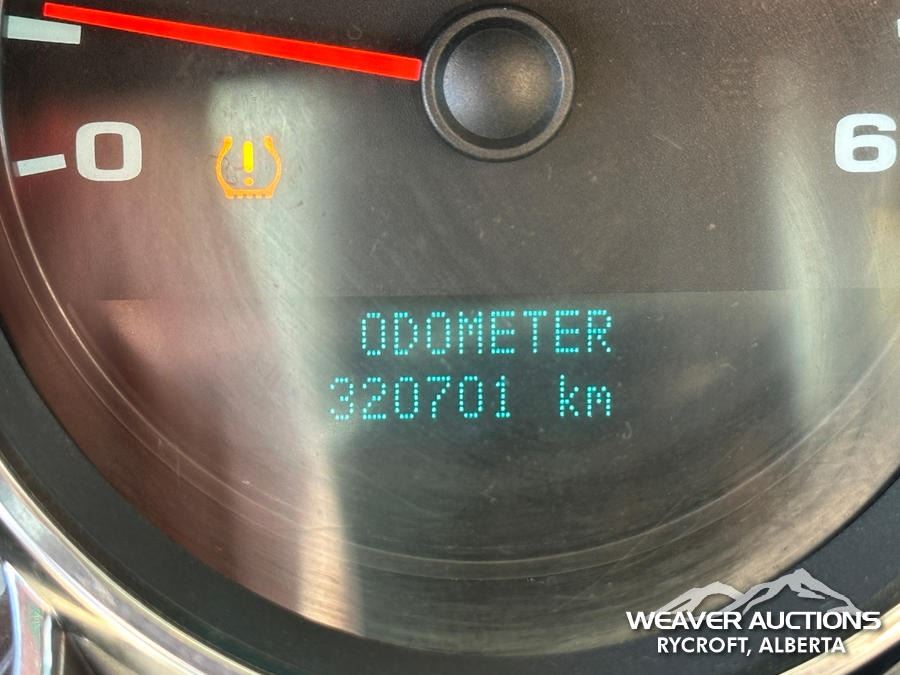 0
6
ODOMETER
320701 km
WEAVER AUCTIONS
RYCROFT, ALBERTA